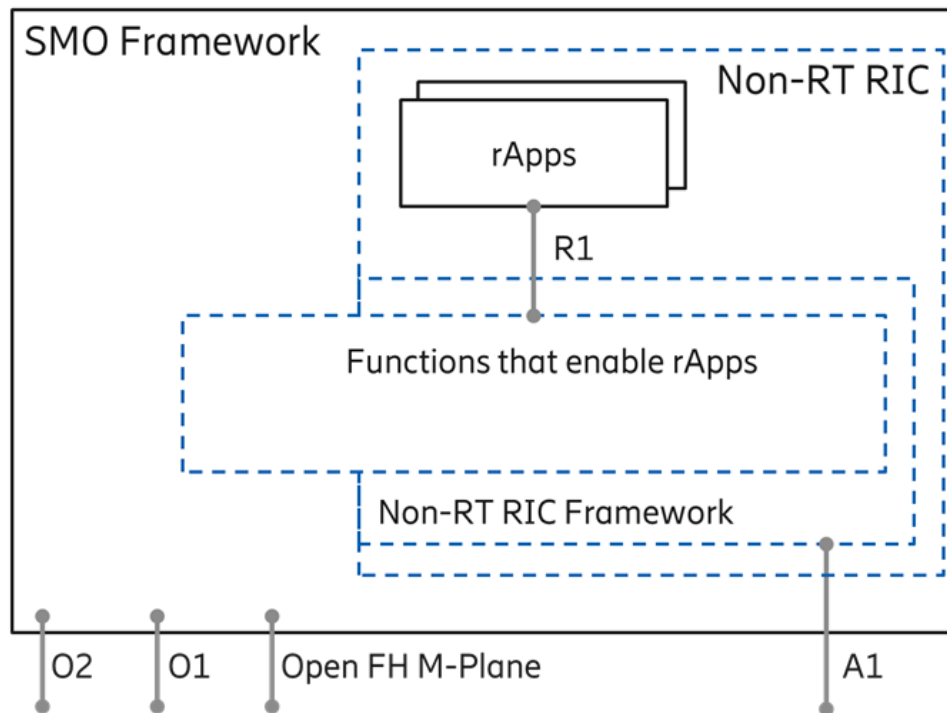 SMO Framework
Non-RT RIC
rApps
R1
Functions that enable rApps
Non-RT RIC Framework
O2
O1
Open FH M-Plane
A1